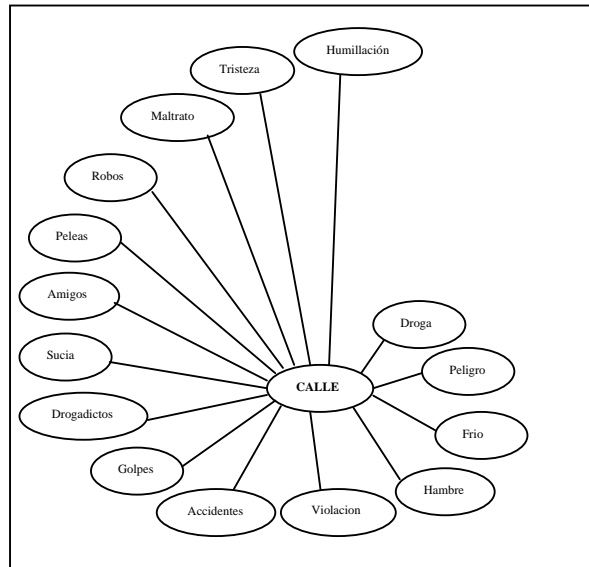 Humillación
Tristeza
Maltrato
Robos
Peleas
Amigos
Droga
Sucia
Peligro
CALLE
Drogadictos
Frio
Golpes
Hambre
Accidentes
Violacion